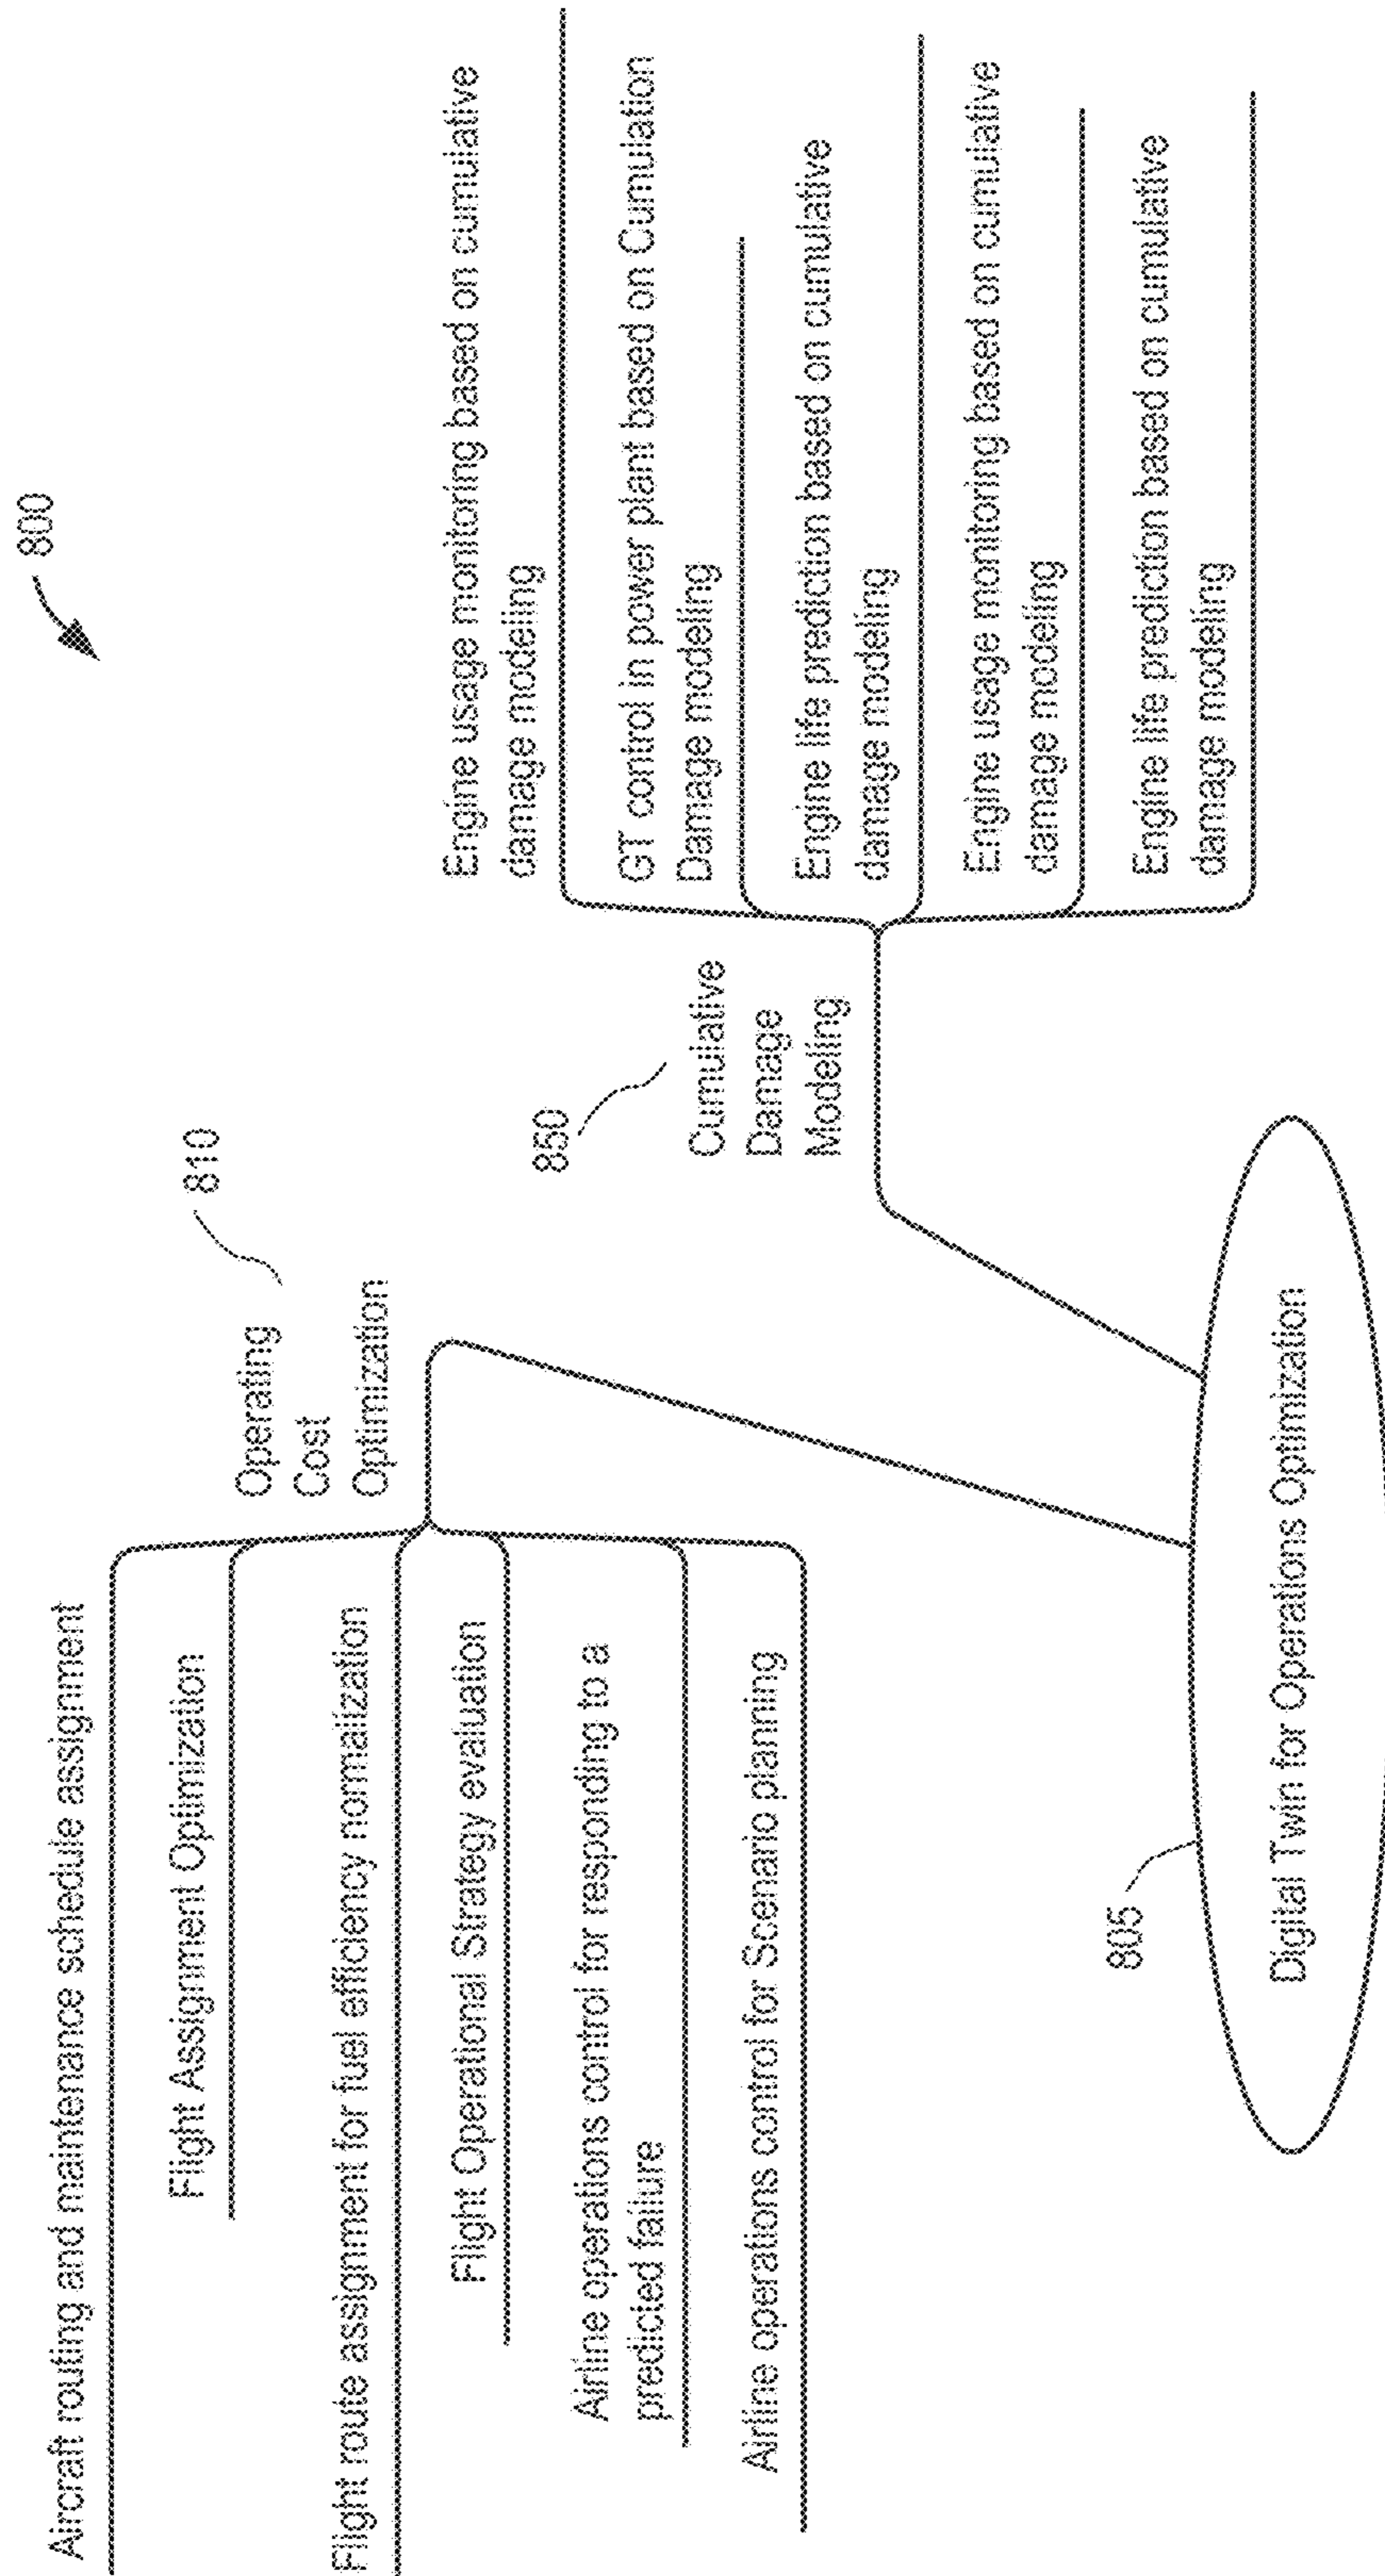 800
Aircraft routing and maintenance schedule assignment
Flight Assignment Optimization
Flight route assignment for fuel efficiency normalization
Flight Operational Strategy evaluation
Airline operations control for responding to a
predicted failure
Airline operations control for Scenario planning
810
Operating
Cost
Optimization
850
Cumulative
Damage
Modeling
Engine usage monitoring based on cumulative
damage modeling
GT control in power plant based on Cumulation
Damage modeling
Engine life prediction based on cumulative
damage modeling
Engine usage monitoring based on cumulative
damage modeling
Engine life prediction based on cumulative
damage modeling
805
Digital Twin for Operations Optimization